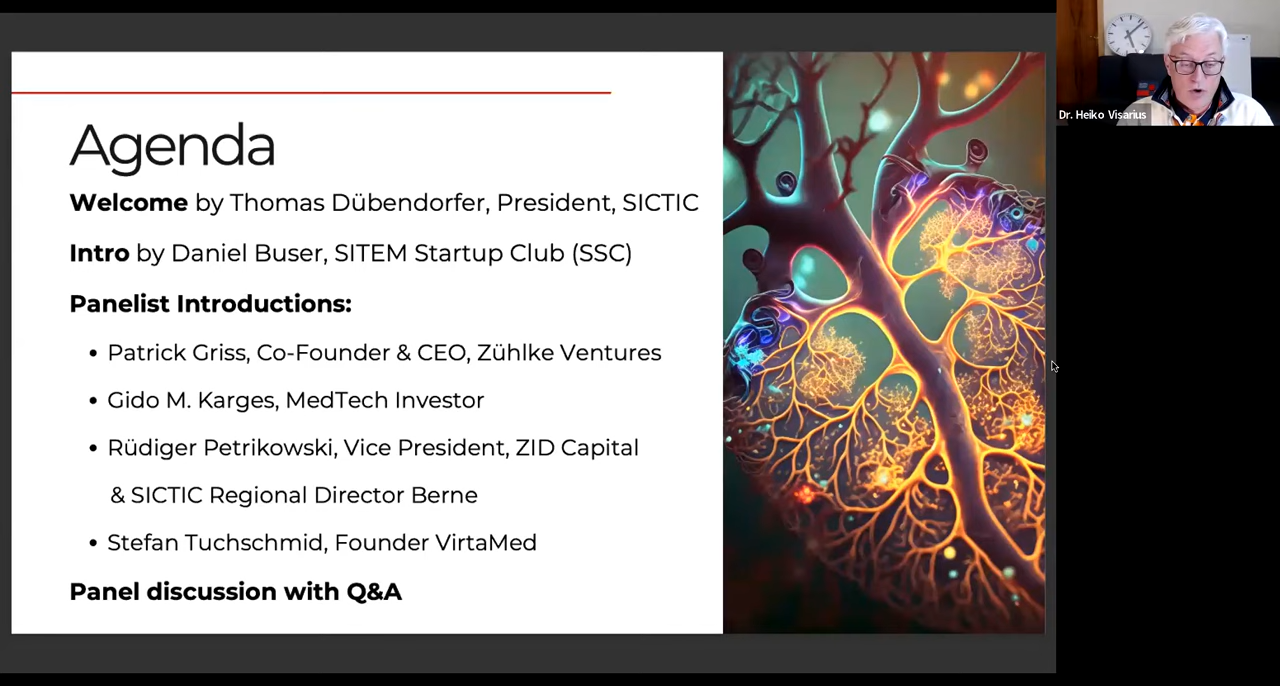 Agenda
Welcome by Thomas Dübendorfer, President, SICTIC
Intro by Daniel Buser, SITEM Startup Club (SSC)
Panelist Introductions:
• Patrick Griss, Co-Founder & CEO, Zühlke Ventures
• Gido M. Karges, MedTech Investor
• Rüdiger Petrikowski, Vice President, ZID Capital
& SICTIC Regional Director Berne
• Stefan Tuchschmid, Founder VirtaMed
Panel discussion with Q&A
Dr. Heiko Visarius